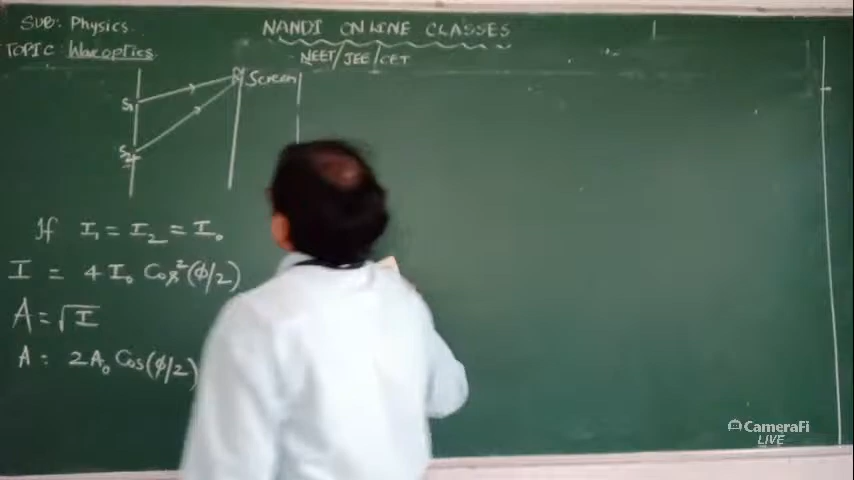 SUB: Physics
NANDI ONLINE CLASSES
TOPIC: Waveoptics
NEET/JEE/CET
Screen
S₁
S₂
If I₁ = I₂ = I₀
I = 4 I₀ Cos²(ϕ/2)
A = √I
A = 2A₀ Cos(ϕ/2)
CameraFi
LIVE